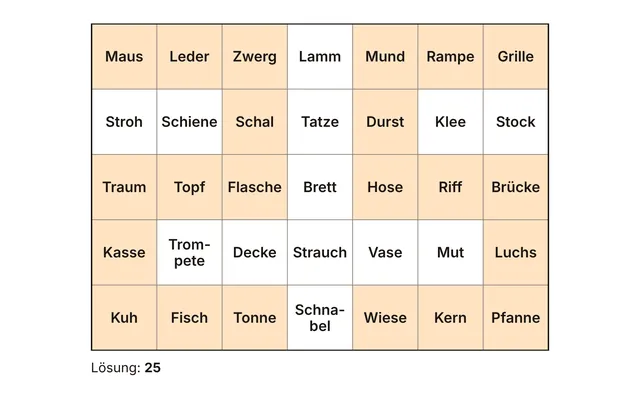 Maus Leder Zwerg Lamm Mund Rampe Grille
Stroh Schiene Schal Tatze Durst Klee Stock
Traum Topf Flasche Brett Hose Riff Brücke
Kasse Trom-
pete Decke Strauch Vase Mut Luchs
Kuh Fisch Tonne Schna-
bel Wiese Kern Pfanne
Lösung: 25